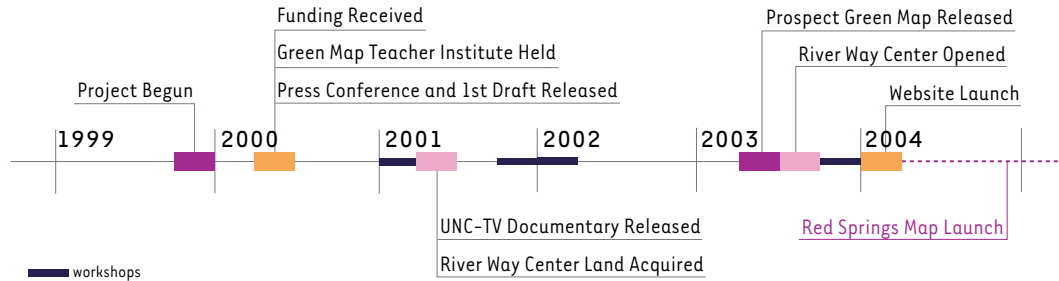 Funding Received
Prospect Green Map Released
Green Map Teacher Institute Held
River Way Center Opened
Project Begun
Press Conference and 1st Draft Released
Website Launch
1999
2000
2001
2002
2003
2004
UNC-TV Documentary Released
Red Springs Map Launch
River Way Center Land Acquired
workshops